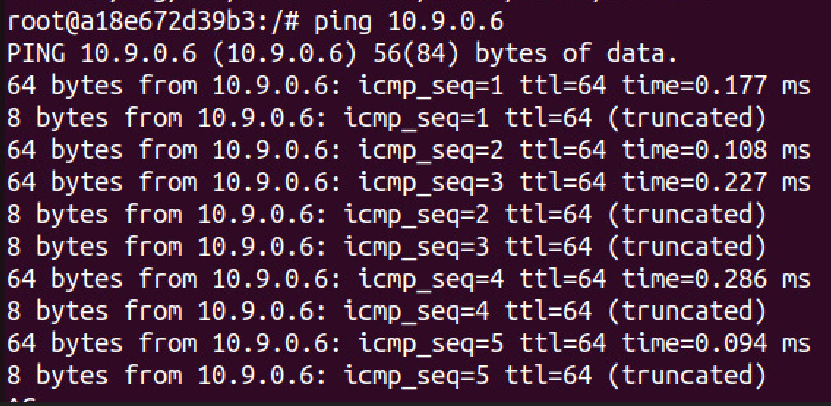 root@a18e672d39b3:/# ping 10.9.0.6
PING 10.9.0.6 (10.9.0.6) 56(84) bytes of data.
64 bytes from 10.9.0.6: icmp_seq=1 ttl=64 time=0.177 ms
8 bytes from 10.9.0.6: icmp_seq=1 ttl=64 (truncated)
64 bytes from 10.9.0.6: icmp_seq=2 ttl=64 time=0.108 ms
64 bytes from 10.9.0.6: icmp_seq=3 ttl=64 time=0.227 ms
8 bytes from 10.9.0.6: icmp_seq=2 ttl=64 (truncated)
8 bytes from 10.9.0.6: icmp_seq=3 ttl=64 (truncated)
64 bytes from 10.9.0.6: icmp_seq=4 ttl=64 time=0.286 ms
8 bytes from 10.9.0.6: icmp_seq=4 ttl=64 (truncated)
64 bytes from 10.9.0.6: icmp_seq=5 ttl=64 time=0.094 ms
8 bytes from 10.9.0.6: icmp_seq=5 ttl=64 (truncated)